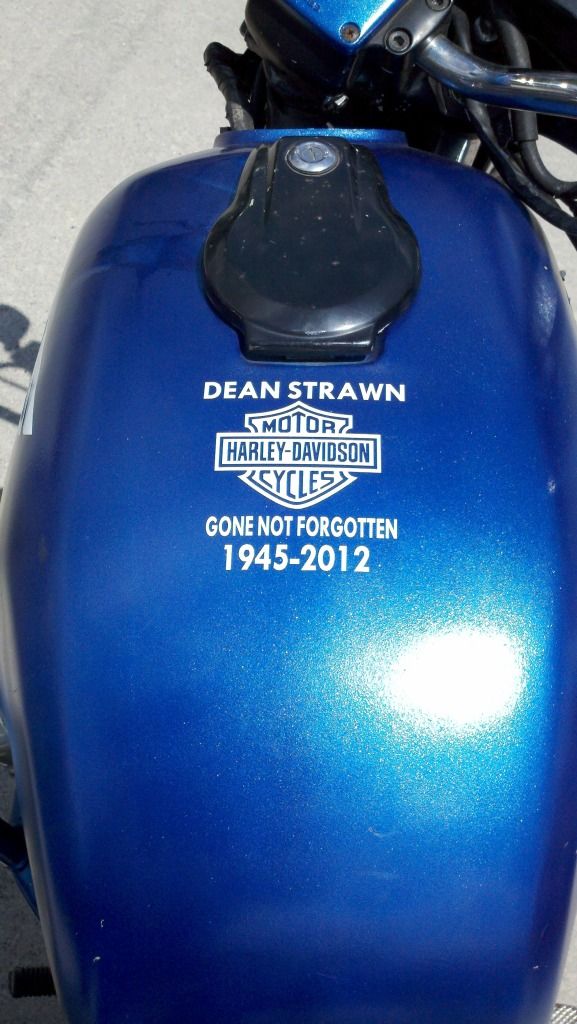 DEAN STRAWN
MOTOR
HARLEY-DAVIDSON
CYCLES
GONE NOT FORGOTTEN
1945-2012